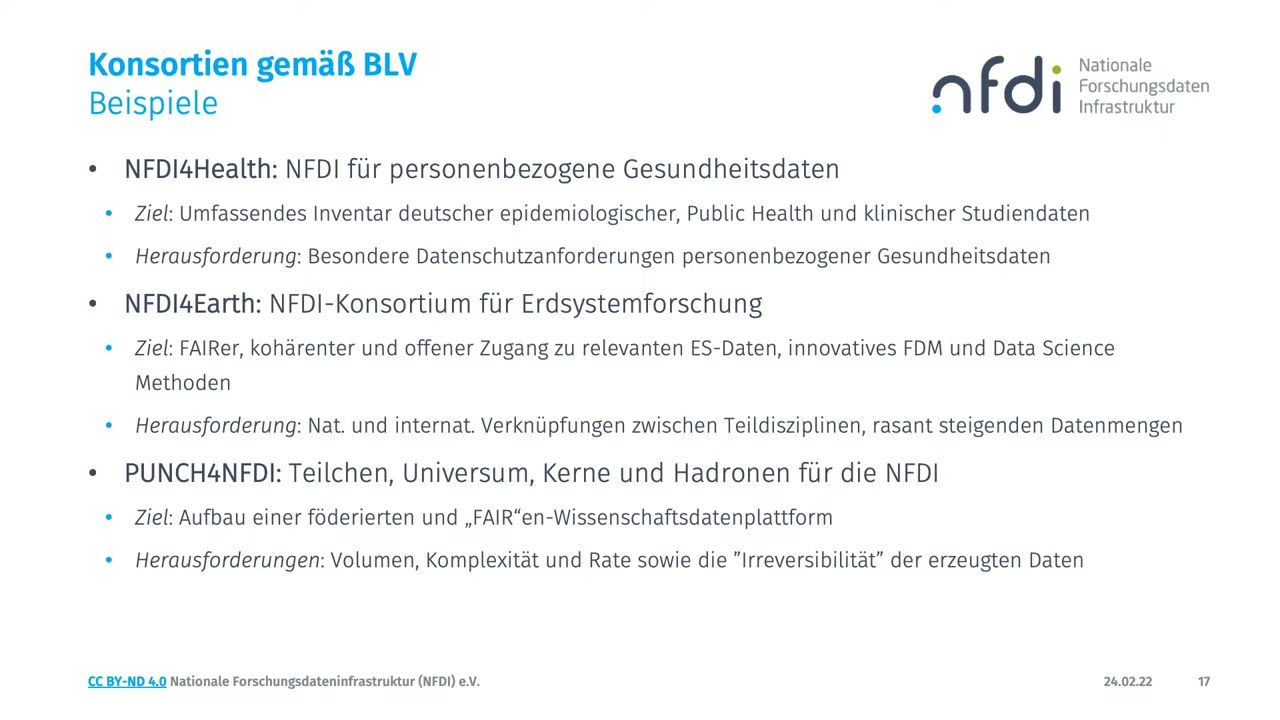 Konsortien gemäß BLV
Beispiele
nfdi
Nationale
Forschungsdaten
Infrastruktur
• NFDI4Health: NFDI für personenbezogene Gesundheitsdaten
• Ziel: Umfassendes Inventar deutscher epidemiologischer, Public Health und klinischer Studiendaten
• Herausforderung: Besondere Datenschutzanforderungen personenbezogener Gesundheitsdaten
• NFDI4Earth: NFDI-Konsortium für Erdsystemforschung
• Ziel: FAIRer, kohärenter und offener Zugang zu relevanten ES-Daten, innovatives FDM und Data Science
Methoden
• Herausforderung: Nat. und internat. Verknüpfungen zwischen Teildisziplinen, rasant steigenden Datenmengen
• PUNCH4NFDI: Teilchen, Universum, Kerne und Hadronen für die NFDI
• Ziel: Aufbau einer föderierten und „FAIR“en-Wissenschaftsdatenplattform
• Herausforderungen: Volumen, Komplexität und Rate sowie die ”Irreversibilität” der erzeugten Daten
CC BY-ND 4.0 Nationale Forschungsdateninfrastruktur (NFDI) e.V.
24.02.22
17